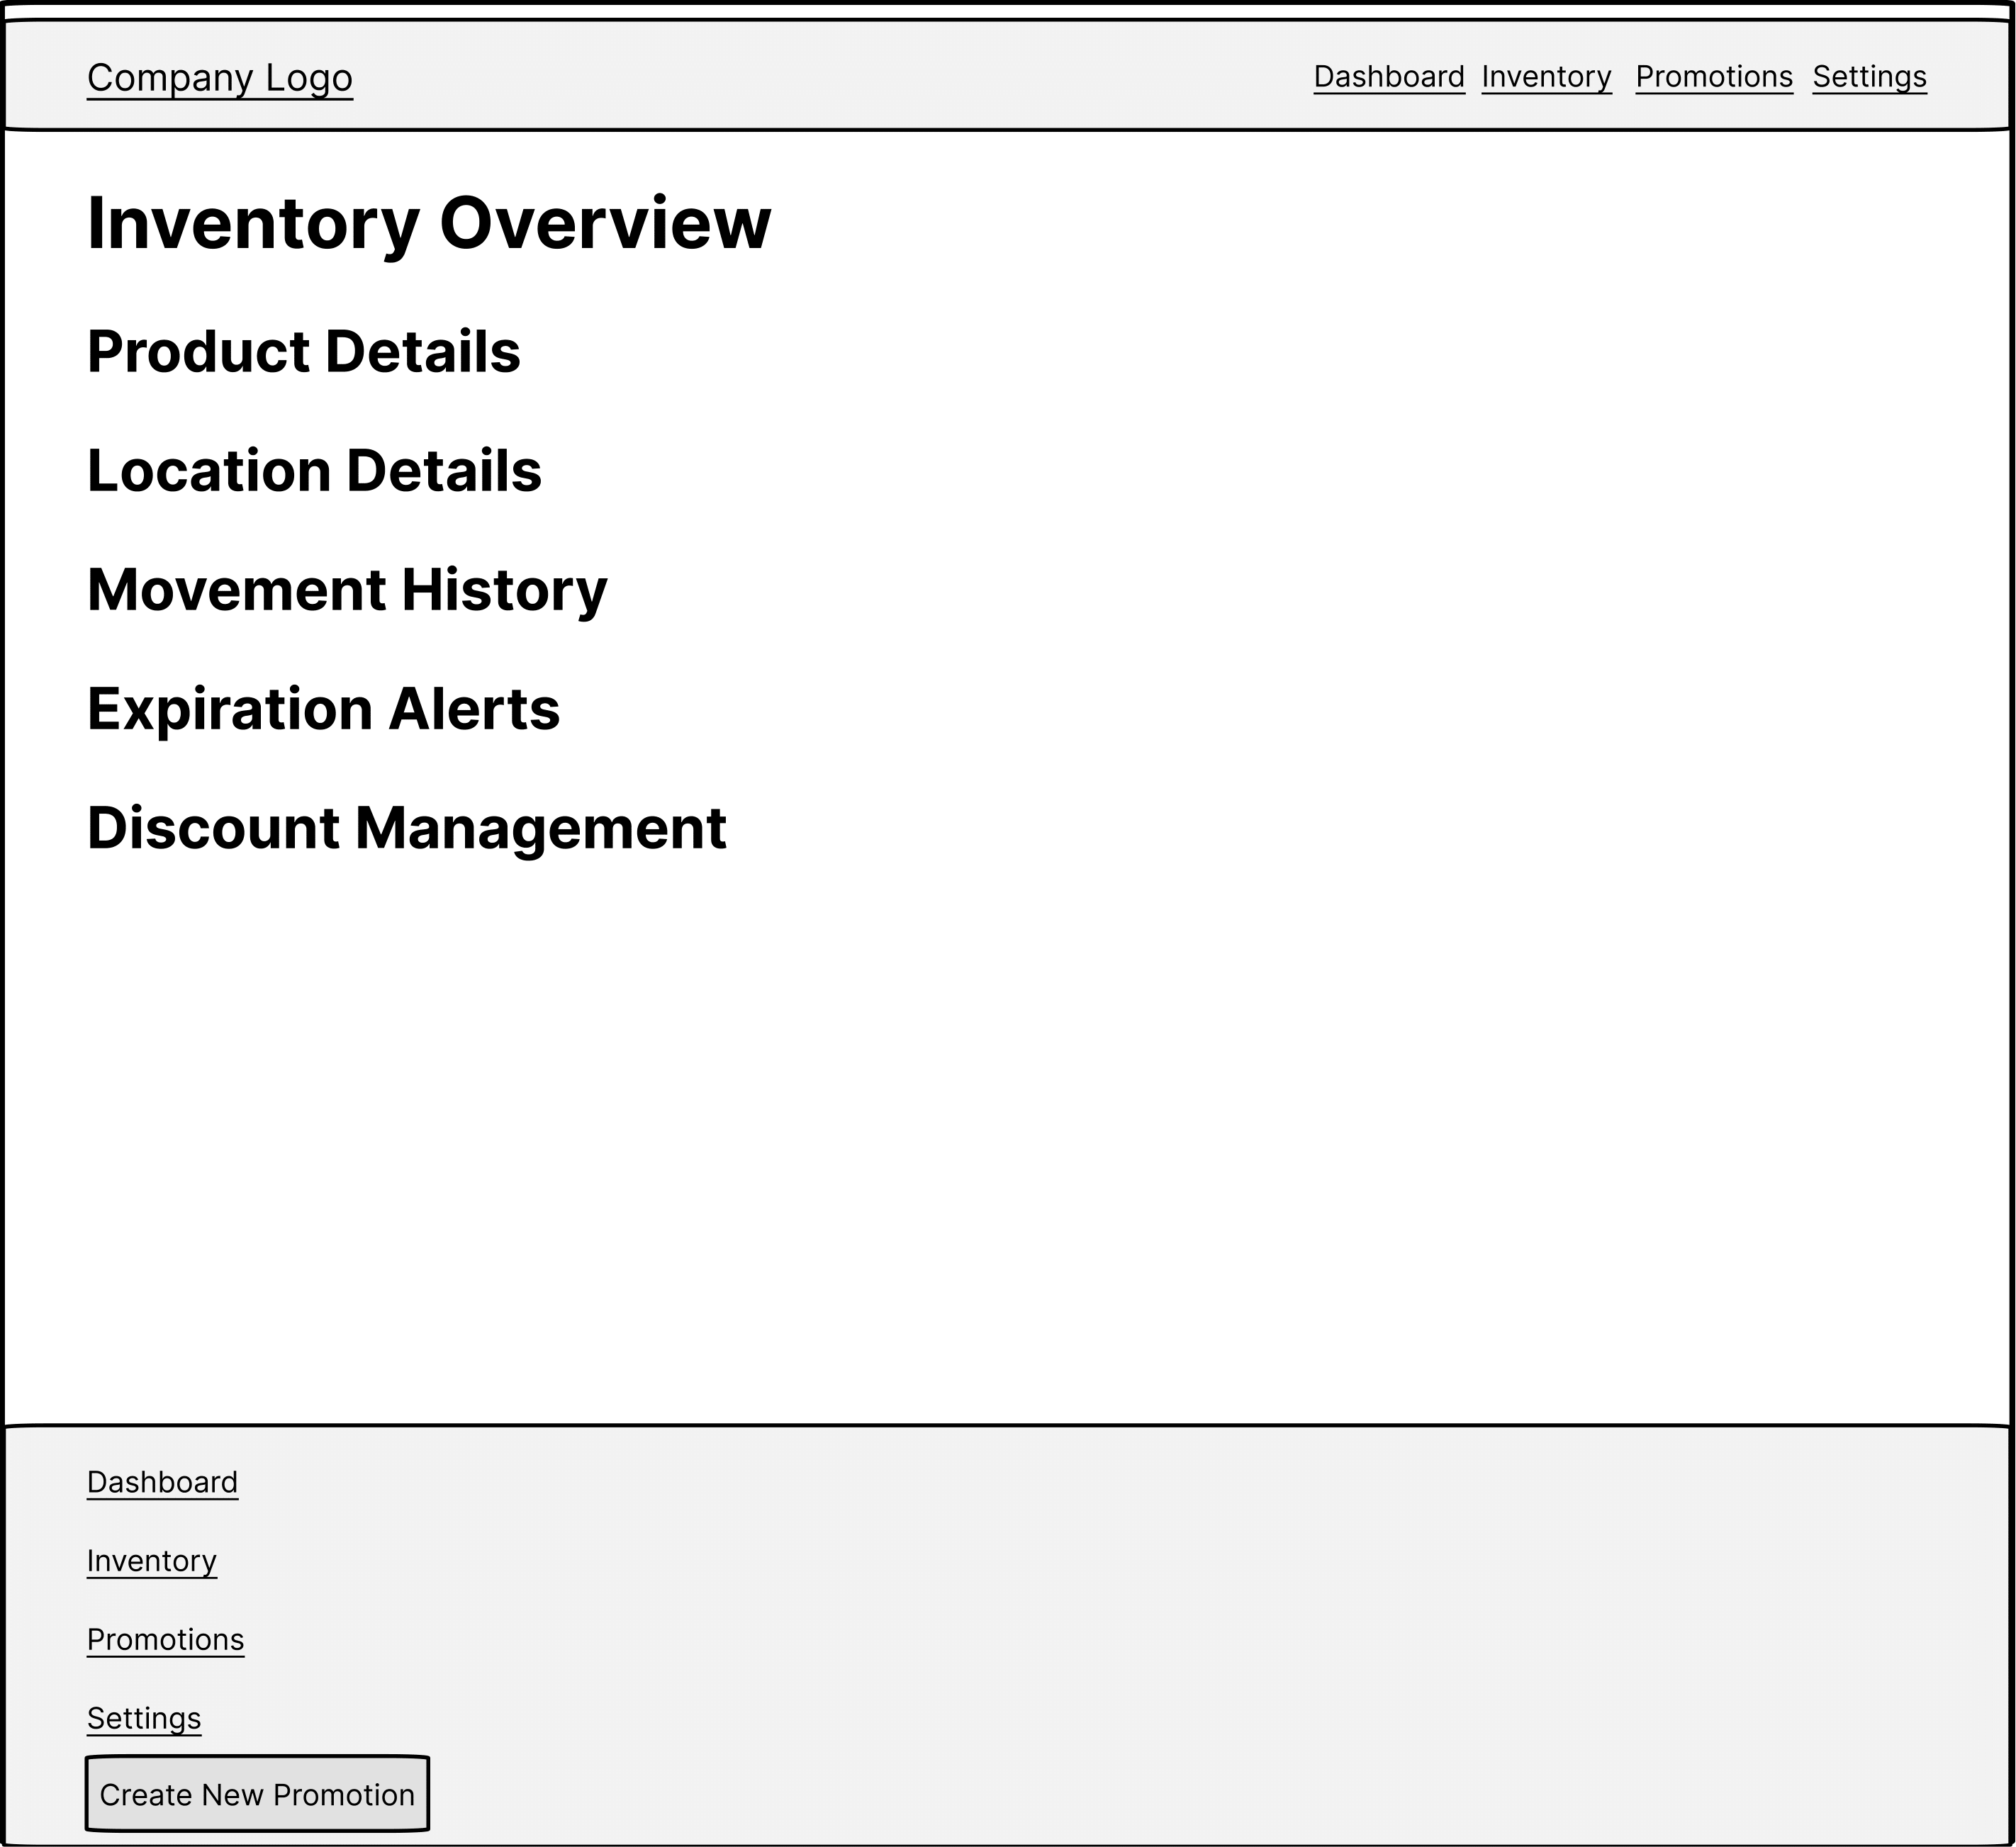 Company Logo
Dashboard Inventory Promotions Settings
Inventory Overview
Product Details
Location Details
Movement History
Expiration Alerts
Discount Management
Dashboard
Inventory
Promotions
Settings
Create New Promotion